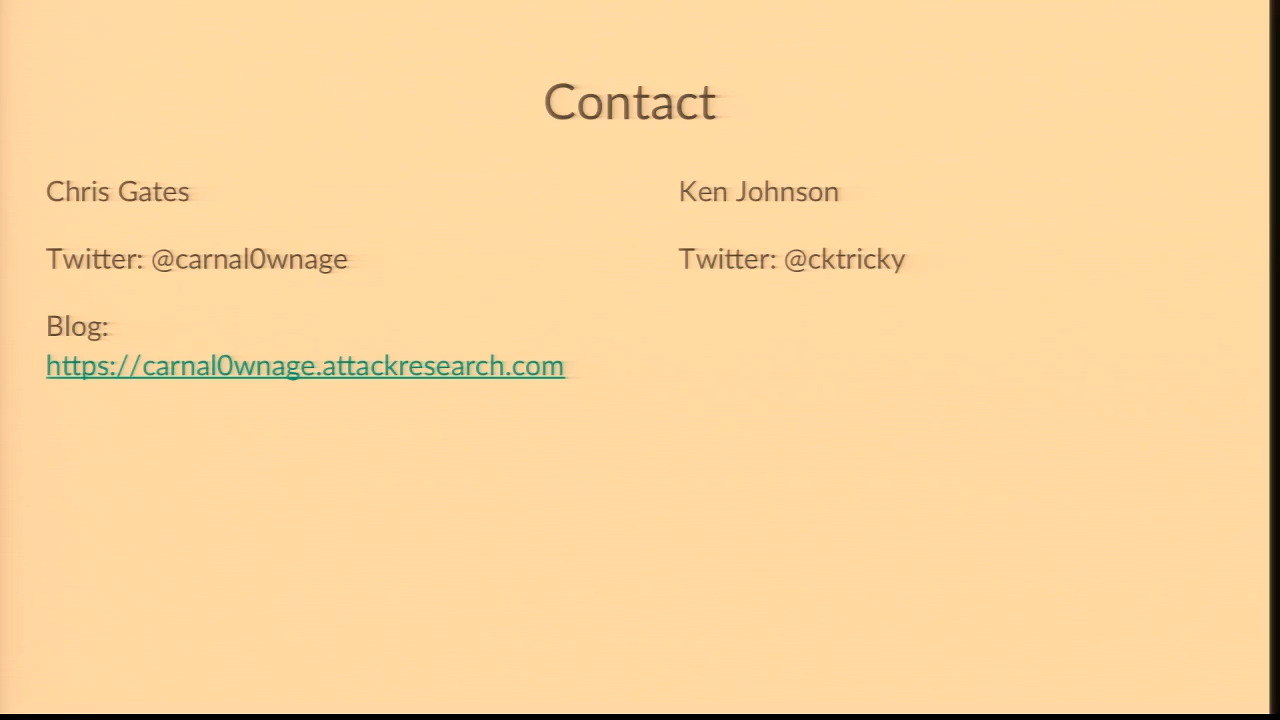 Contact
Chris Gates
Twitter: @carnal0wnage
Blog:
https://carnal0wnage.attackresearch.com
Ken Johnson
Twitter: @cktricky